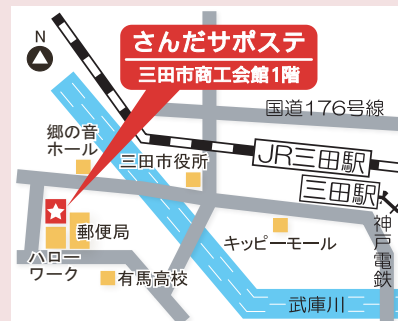 N
さんだサポステ
三田市商工会館1階
国道176号線
郷の音
ホール
三田市役所
JR三田駅
三田駅
神戸電鉄
郵便局
ハロー
ワーク
キッピーモール
有馬高校
武庫川